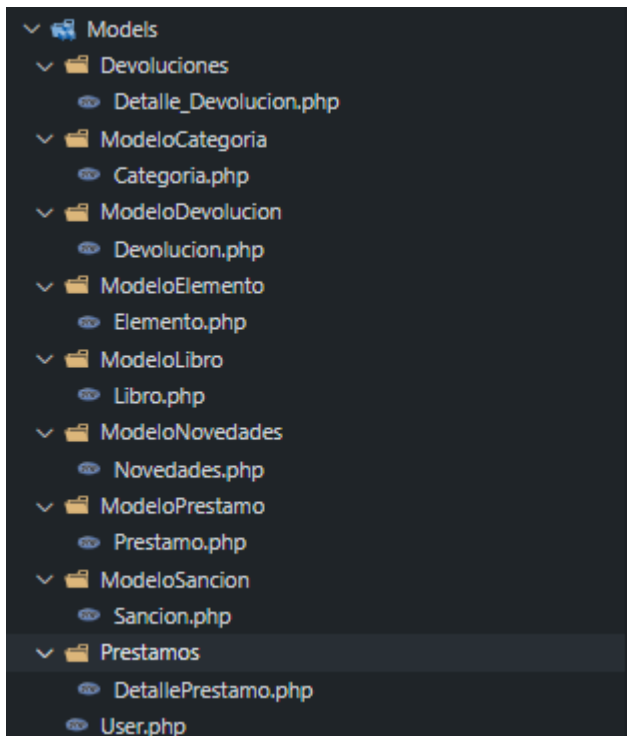 Models
Devoluciones
Detalle_Devolucion.php
ModeloCategoria
Categoria.php
ModeloDevolucion
Devolucion.php
ModeloElemento
Elemento.php
ModeloLibro
Libro.php
ModeloNovedades
Novedades.php
ModeloPrestamo
Prestamo.php
ModeloSancion
Sancion.php
Prestamos
DetallePrestamo.php
User.php